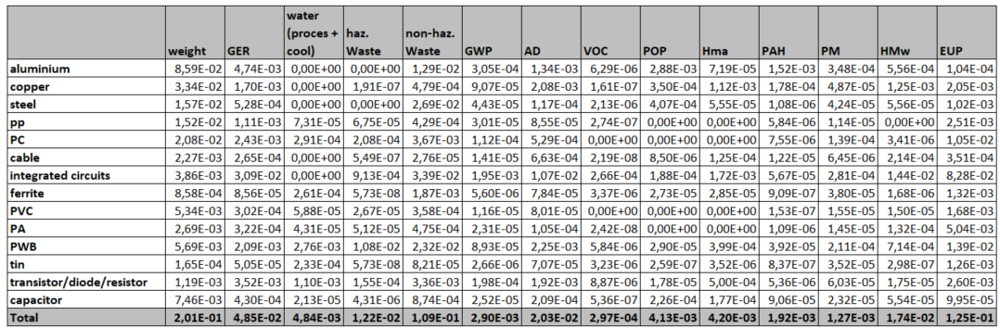 weight GER water (proces + cool) haz. Waste non-haz. Waste GWP AD VOC POP Hma PAH PM HMw EUP
aluminium 8,59E-02 4,74E-03 0,00E+00 0,00E+00 1,29E-02 3,05E-04 1,34E-03 6,29E-06 2,88E-03 7,19E-05 1,52E-03 3,48E-04 5,56E-04 1,04E-04
copper 3,34E-02 1,70E-03 0,00E+00 1,91E-07 4,79E-04 9,07E-05 2,08E-03 1,61E-07 3,50E-04 1,12E-03 1,78E-04 4,87E-05 1,25E-03 2,05E-03
steel 1,57E-02 5,28E-04 0,00E+00 0,00E+00 2,69E-02 4,43E-05 1,17E-04 2,13E-06 4,07E-04 5,55E-05 1,08E-06 4,24E-05 5,56E-05 1,02E-03
pp 1,52E-02 1,11E-03 7,31E-05 6,75E-05 4,29E-04 3,01E-05 8,55E-05 2,74E-07 0,00E+00 0,00E+00 5,84E-06 1,14E-05 0,00E+00 2,51E-03
PC 2,08E-02 2,43E-03 2,91E-04 2,08E-04 3,67E-03 1,12E-04 5,29E-04 0,00E+00 0,00E+00 0,00E+00 7,55E-06 1,39E-04 3,41E-06 1,05E-02
cable 2,27E-03 2,65E-04 0,00E+00 5,49E-07 2,76E-05 1,41E-05 6,63E-04 2,19E-08 8,50E-06 1,25E-04 1,22E-05 6,45E-06 2,14E-04 3,51E-04
integrated circuits 3,86E-03 3,09E-02 0,00E+00 9,13E-04 3,39E-02 1,95E-03 1,07E-02 2,66E-04 1,88E-04 1,72E-03 5,67E-05 2,81E-04 1,44E-02 8,28E-02
ferrite 8,58E-04 8,56E-05 2,61E-04 5,73E-08 1,87E-03 5,60E-06 7,84E-05 3,37E-06 2,73E-05 2,85E-05 9,09E-07 3,80E-05 1,68E-06 1,32E-03
PVC 5,34E-03 3,02E-04 5,88E-05 2,67E-05 3,58E-04 1,16E-05 8,01E-05 0,00E+00 0,00E+00 0,00E+00 1,53E-07 1,55E-05 1,50E-05 1,68E-03
PA 2,69E-03 3,22E-04 4,31E-05 5,12E-05 4,75E-04 2,31E-05 1,05E-04 2,42E-08 0,00E+00 0,00E+00 1,09E-06 1,45E-05 1,32E-04 5,04E-03
PWB 5,69E-03 2,09E-03 2,76E-03 1,08E-02 2,32E-02 8,93E-05 2,25E-03 5,84E-06 2,90E-05 3,99E-04 3,92E-05 2,11E-04 7,14E-04 1,39E-02
tin 1,65E-04 5,05E-05 2,33E-04 5,73E-08 8,21E-05 2,66E-06 7,07E-05 3,23E-06 2,59E-07 3,52E-06 8,37E-07 3,52E-05 2,98E-07 1,26E-03
transistor/diode/resistor 1,19E-03 3,52E-03 1,10E-03 1,55E-04 3,36E-03 1,98E-04 1,92E-03 8,87E-06 1,78E-05 5,00E-04 5,36E-06 6,03E-05 1,75E-05 2,60E-03
capacitor 7,46E-03 4,30E-04 2,13E-05 4,31E-06 8,74E-04 2,52E-05 2,09E-04 5,36E-07 2,26E-04 1,77E-04 9,06E-05 2,32E-05 5,54E-05 9,95E-05
Total 2,01E-01 4,85E-02 4,84E-03 1,22E-02 1,09E-01 2,90E-03 2,03E-02 2,97E-04 4,13E-03 4,20E-03 1,92E-03 1,27E-03 1,74E-02 1,25E-01